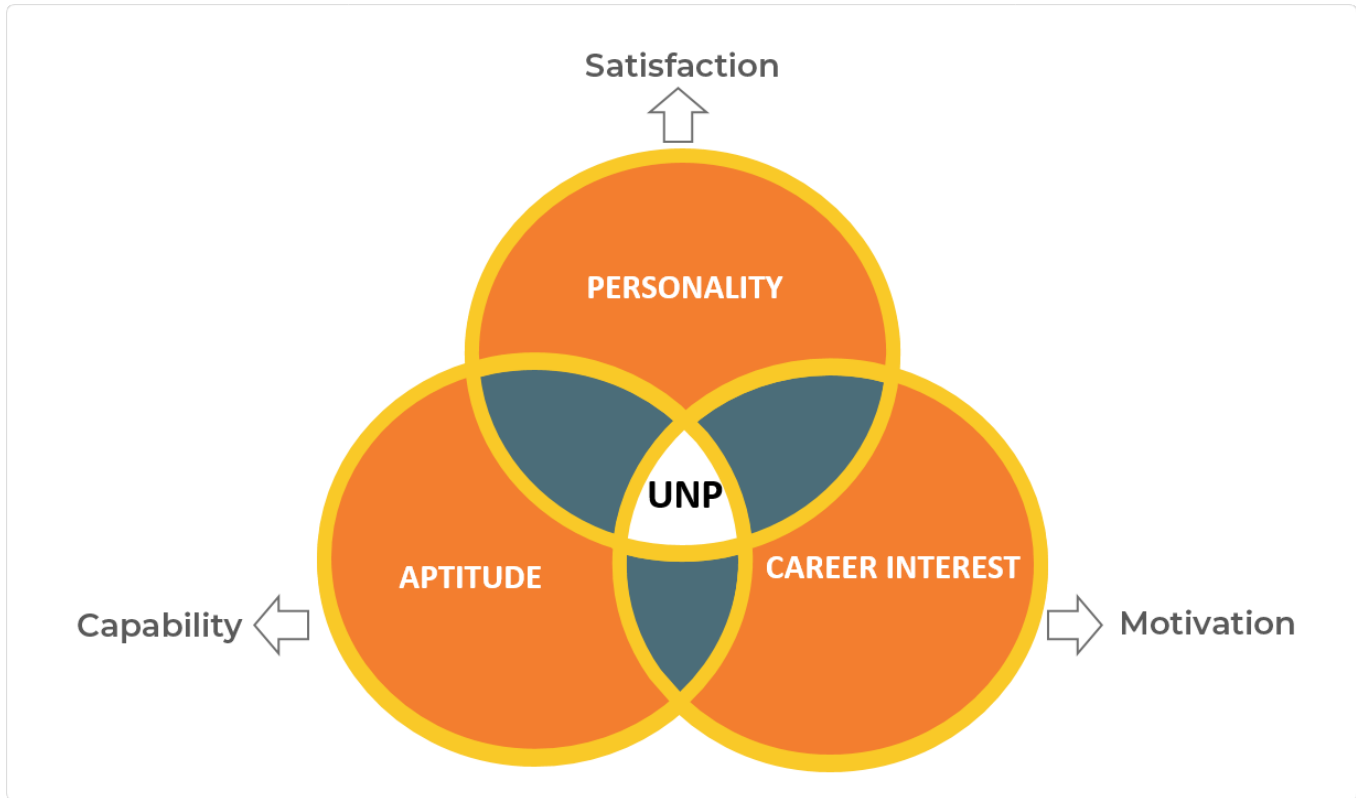 Satisfaction
PERSONALITY
UNP
APTITUDE
CAREER INTEREST
Capability
Motivation